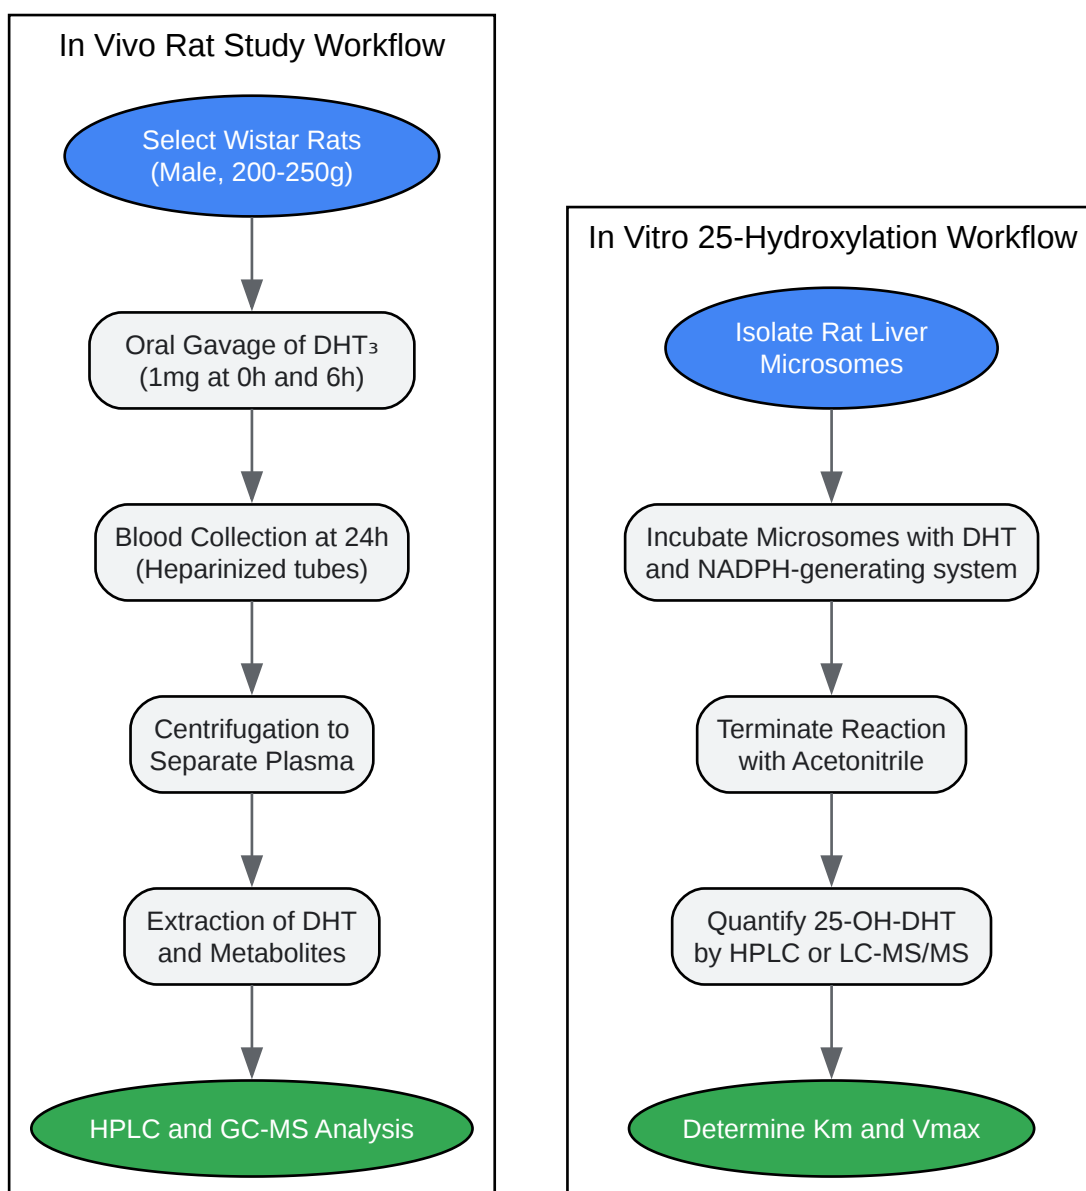 In Vivo Rat Study Workflow
Select Wistar Rats
(Male, 200-250g)
Oral Gavage of DHT₃
(1mg at 0h and 6h)
Blood Collection at 24h
(Heparinized tubes)
Centrifugation to
Separate Plasma
Extraction of DHT
and Metabolites
HPLC and GC-MS Analysis
In Vitro 25-Hydroxylation Workflow
Isolate Rat Liver
Microsomes
Incubate Microsomes with DHT
and NADPH-generating system
Terminate Reaction
with Acetonitrile
Quantify 25-OH-DHT
by HPLC or LC-MS/MS
Determine Km and Vmax